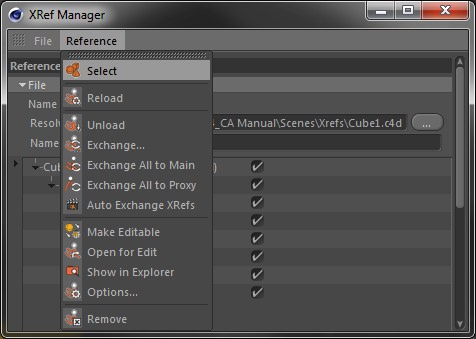 XRef Manager
File Reference
Reference
Select
File
Reload
Name
Resol
4_CA Manual\Scenes\Xrefs\Cube1.c4d ...
Unload
Name
Exchange...
Cub
Exchange All to Main
Exchange All to Proxy
Auto Exchange XRefs
Make Editable
Open for Edit
Show in Explorer
Options...
Remove